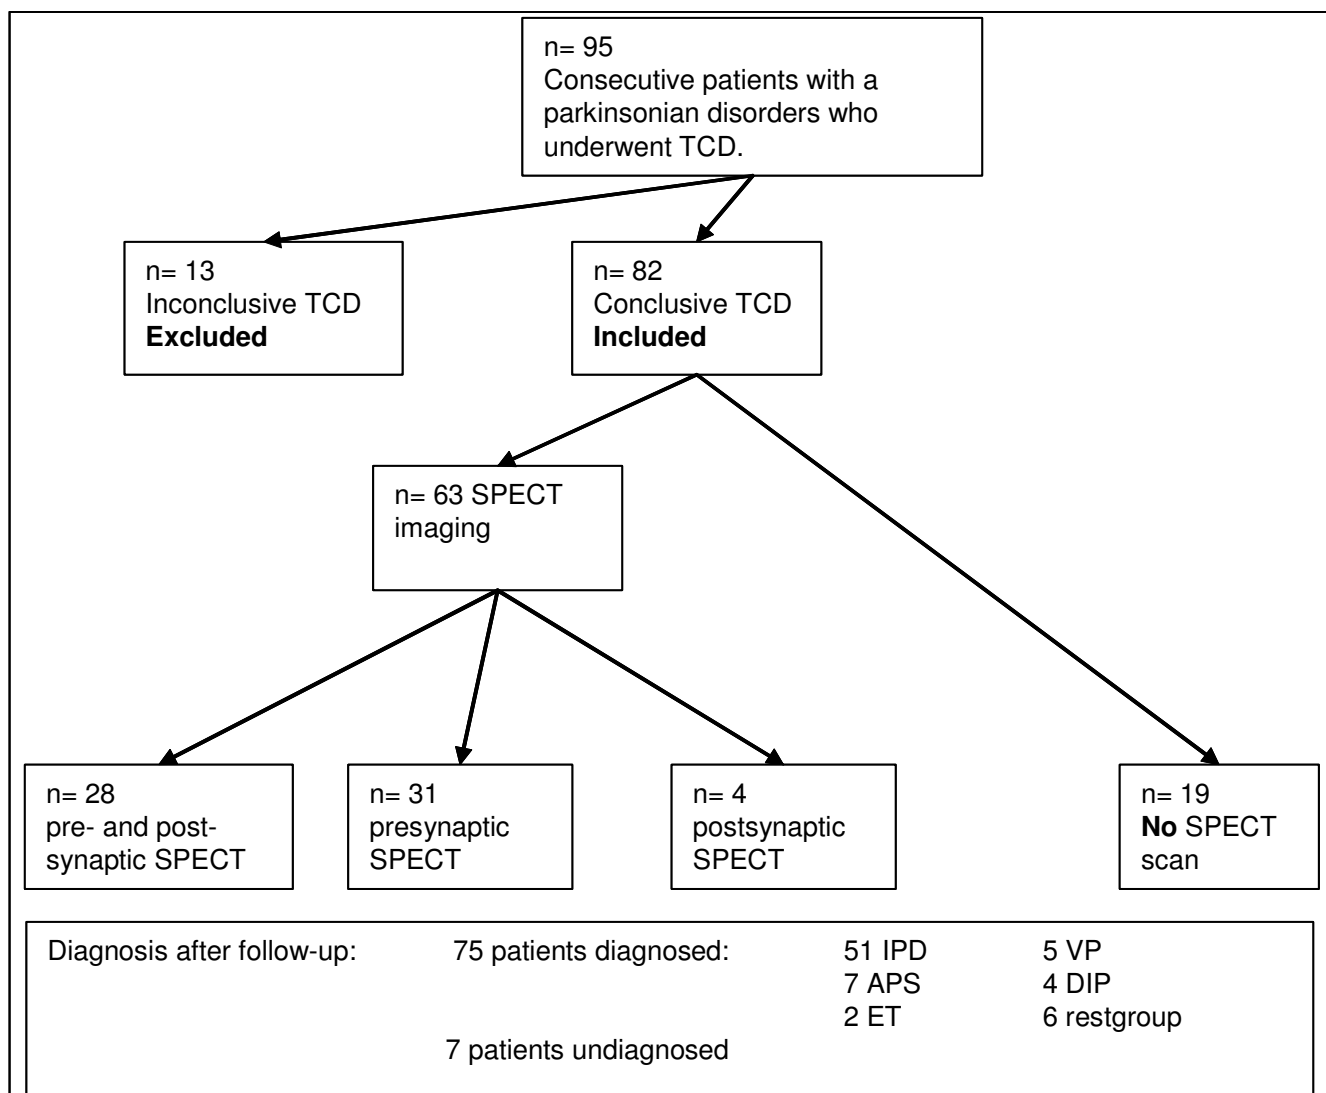 n= 95
Consecutive patients with a
parkinsonian disorders who
underwent TCD.
n= 13
Inconclusive TCD
Excluded
n= 82
Conclusive TCD
Included
n= 63 SPECT
imaging
n= 28
pre- and post-
synaptic SPECT
n= 31
presynaptic
SPECT
n= 4
postsynaptic
SPECT
n= 19
No SPECT
scan
Diagnosis after follow-up: 75 patients diagnosed: 51 IPD 5 VP
7 APS 4 DIP
2 ET 6 restgroup
7 patients undiagnosed